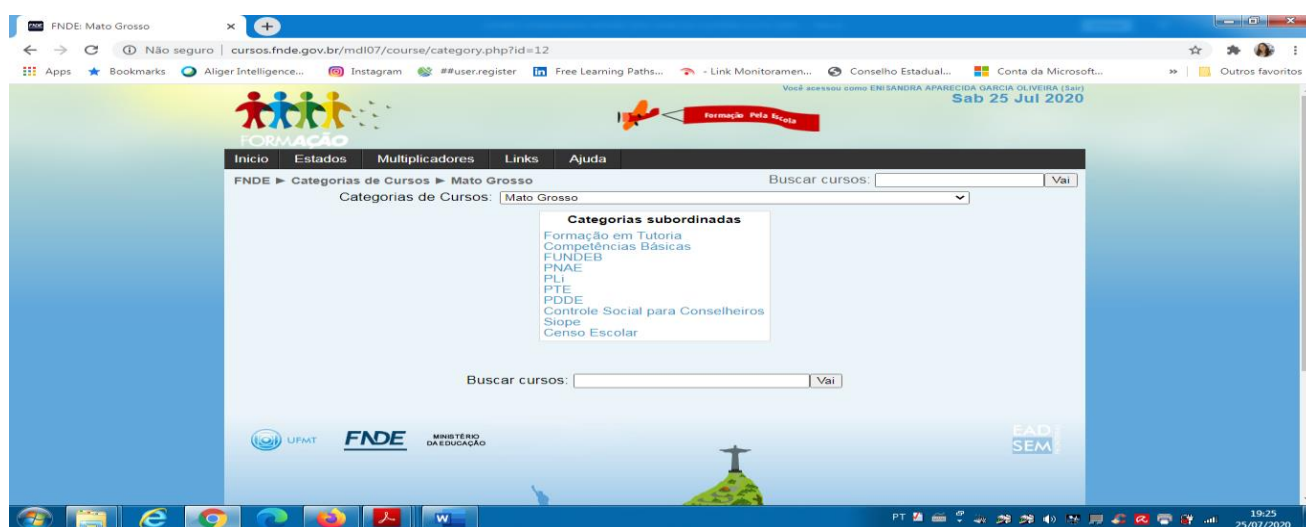 FNDE FNDE: Mato Grosso
Não seguro | cursos.fnde.gov.br/mdl07/course/category.php?id=12
Apps Bookmarks Aliger Intelligence... Instagram ##user.register Free Learning Paths... - Link Monitoramen... Conselho Estadual... Conta da Microsoft... » Outros favoritos
Você acessou como ENISANDRA APARECIDA GARCIA OLIVEIRA (Sair)
Sab 25 Jul 2020
Formação Pela Escola
FORMAÇÃO
Inicio Estados Multiplicadores Links Ajuda
FNDE ► Categorias de Cursos ► Mato Grosso Buscar cursos: Vai
Categorias de Cursos: Mato Grosso
Categorias subordinadas
Formação em Tutoria
Competências Básicas
FUNDEB
PNAE
PLi
PTE
PDDE
Controle Social para Conselheiros
Siope
Censo Escolar
Buscar cursos: Vai
UFMT FNDE MINISTÉRIO
DA EDUCAÇÃO
EAD
SEM
PT 19:25
25/07/2020